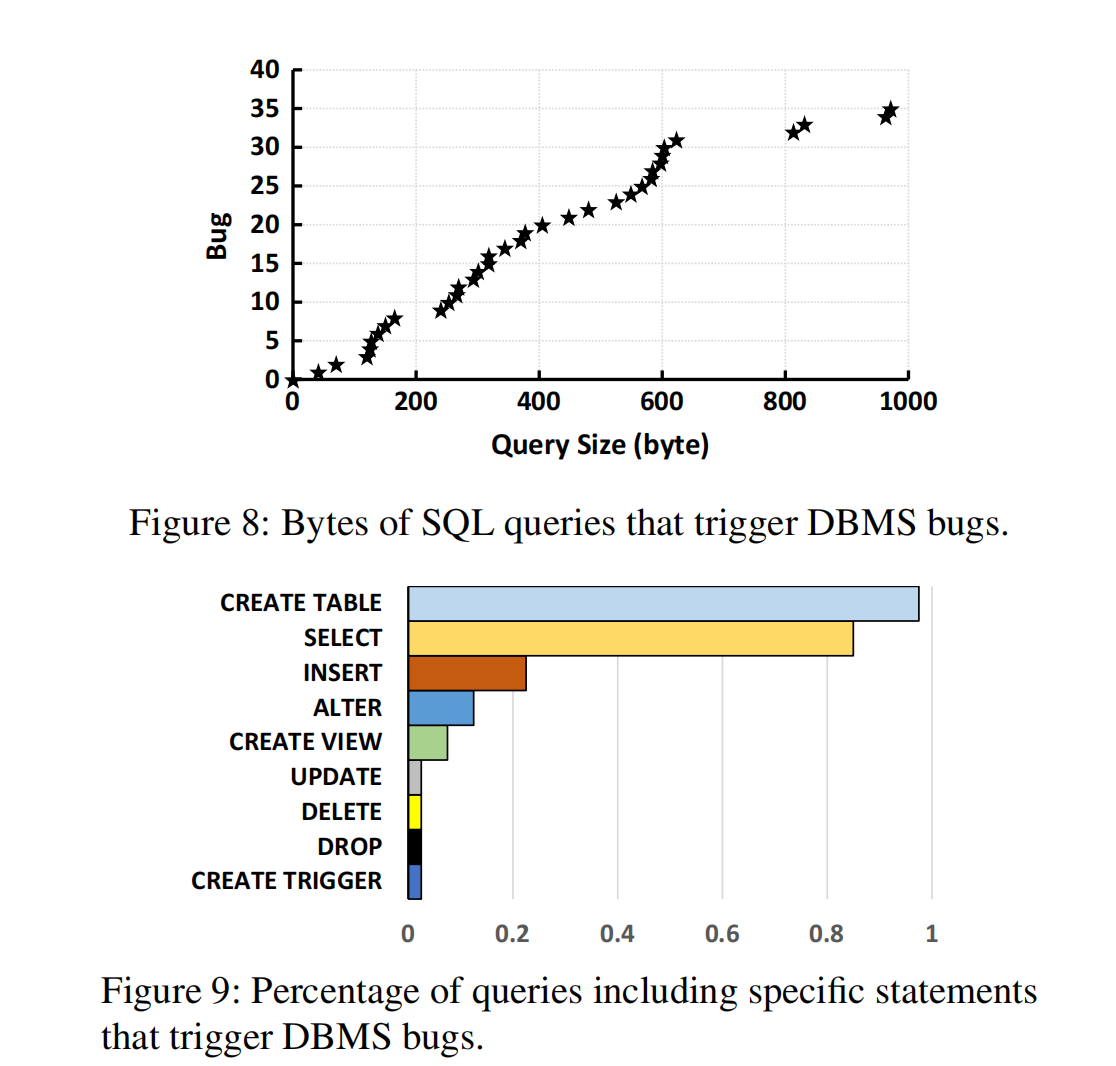 40
35
30
25
20
15
10
5
0
Bug
0 200 400 600 800 1000
Query Size (byte)
Figure 8: Bytes of SQL queries that trigger DBMS bugs.
CREATE TABLE
SELECT
INSERT
ALTER
CREATE VIEW
UPDATE
DELETE
DROP
CREATE TRIGGER
0 0.2 0.4 0.6 0.8 1
Figure 9: Percentage of queries including specific statements
that trigger DBMS bugs.